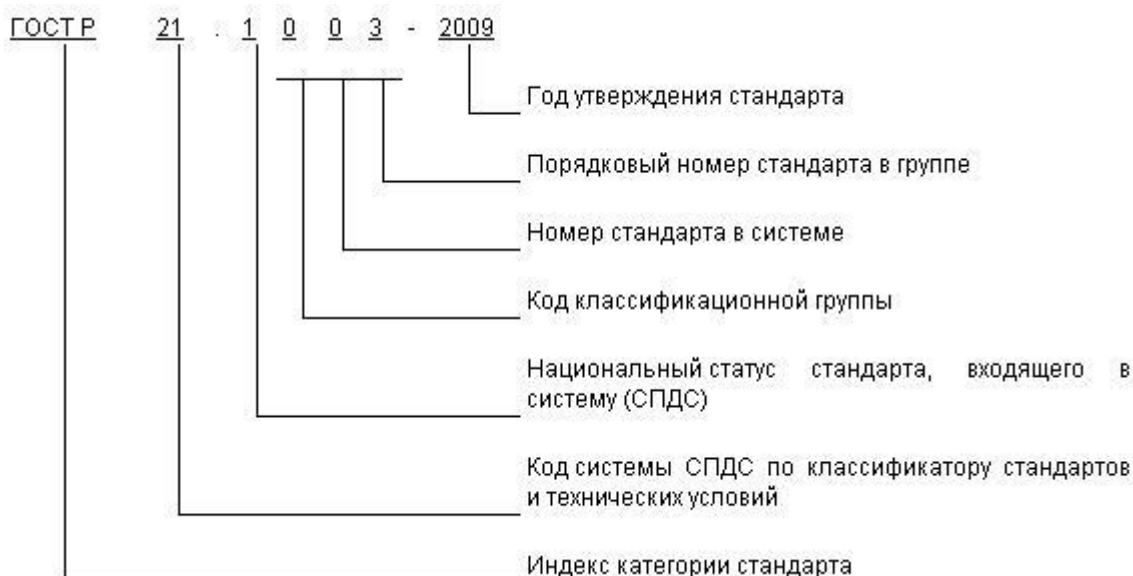 ГОСТ Р 21 . 1 0 0 3 - 2009
Год утверждения стандарта
Порядковый номер стандарта в группе
Номер стандарта в системе
Код классификационной группы
Национальный статус стандарта, входящего в
систему (СПДС)
Код системы СПДС по классификатору стандартов
и технических условий
Индекс категории стандарта